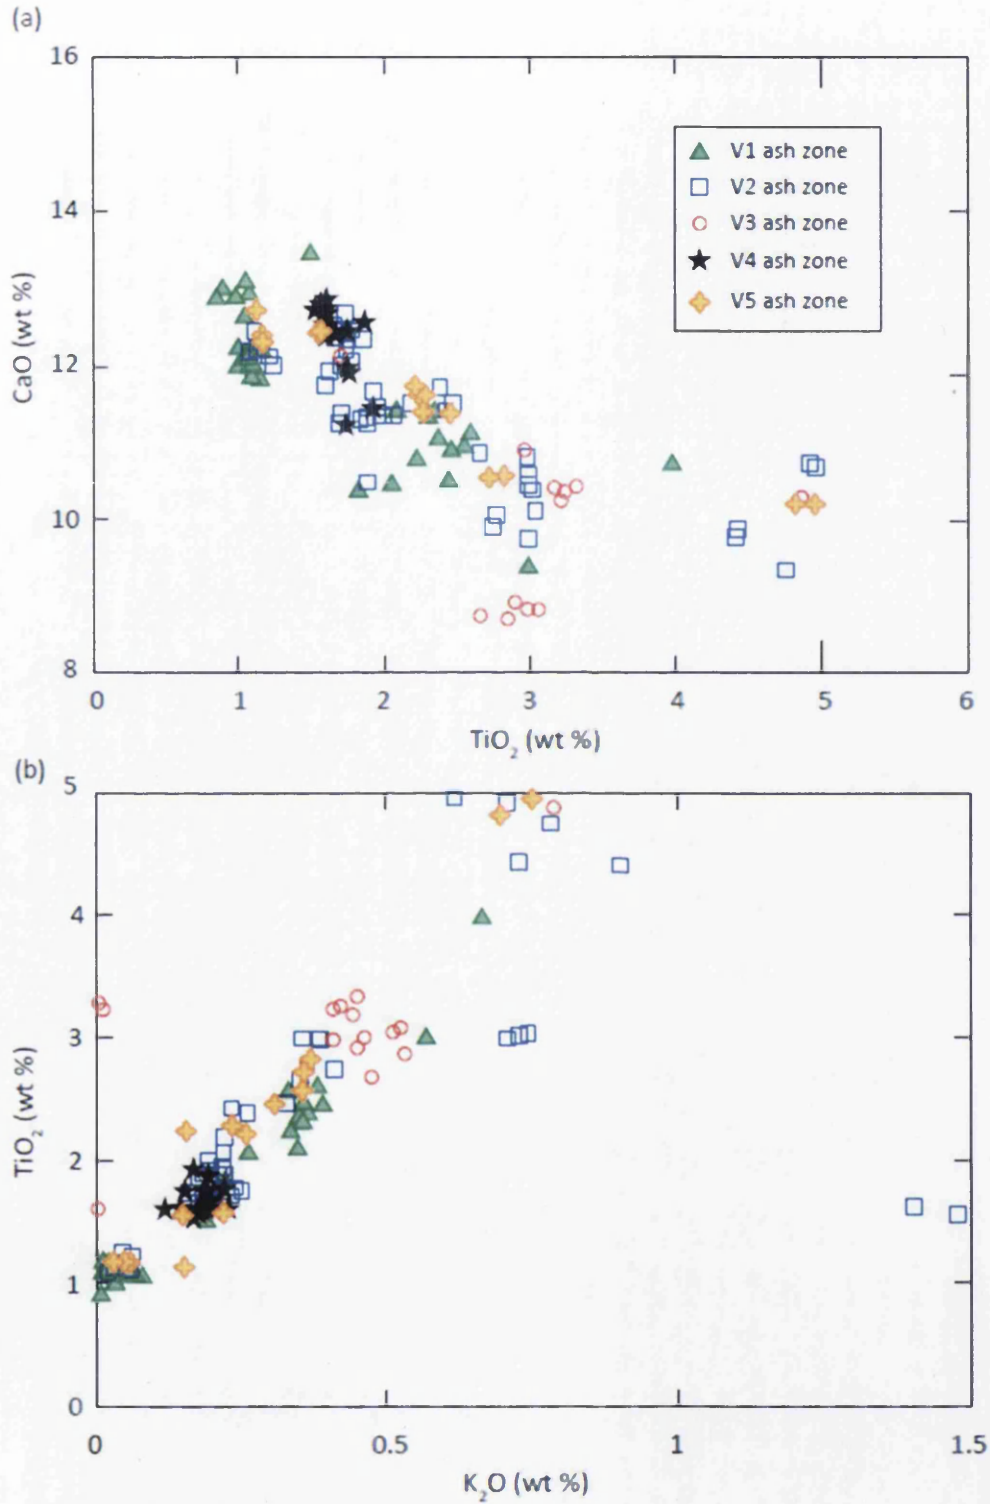 (a)
16
14
12
10
8
CaO (wt %)
V1 ash zone
V2 ash zone
V3 ash zone
V4 ash zone
V5 ash zone
0 1 2 3 4 5 6
TiO₂ (wt %)
(b)
5
4
3
2
1
0
TiO₂ (wt %)
0 0.5 1 1.5
K₂O (wt %)